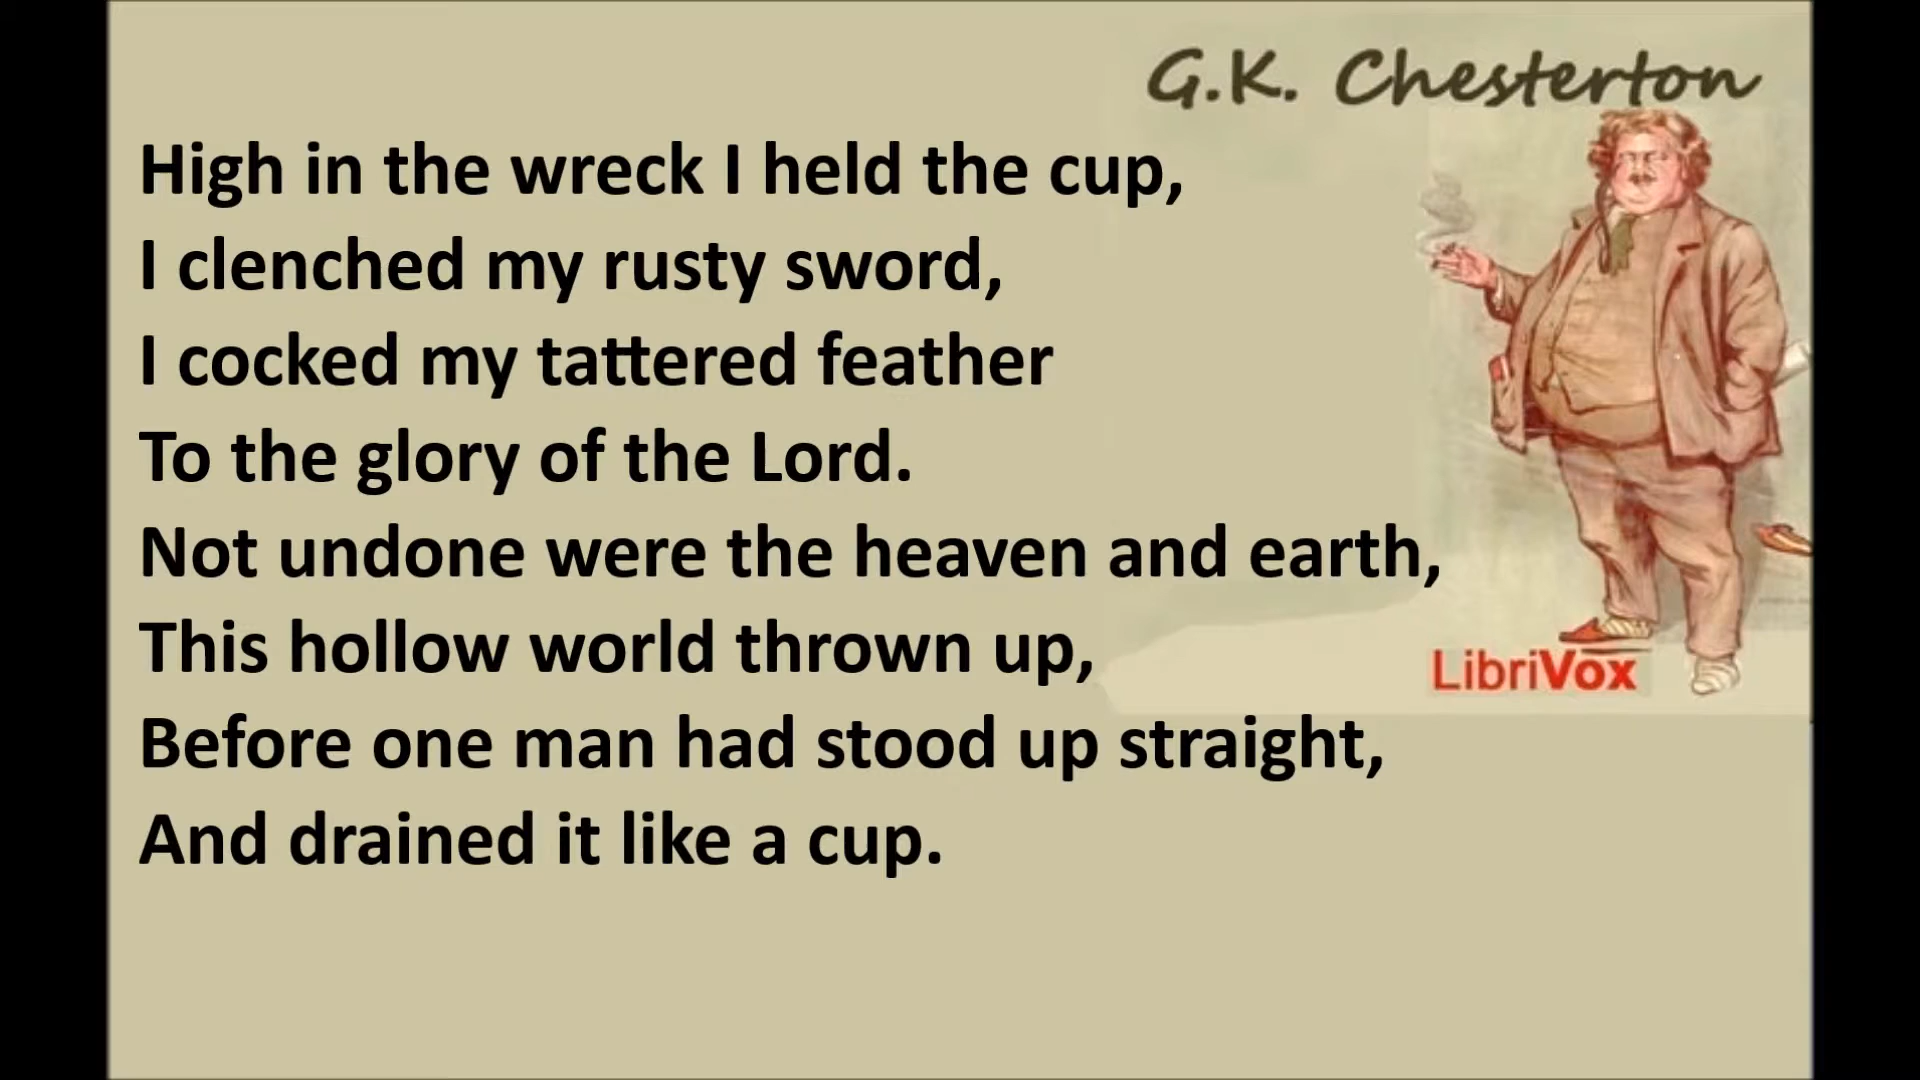 G.K. Chesterton
High in the wreck I held the cup,
I clenched my rusty sword,
I cocked my tattered feather
To the glory of the Lord.
Not undone were the heaven and earth,
This hollow world thrown up,
Before one man had stood up straight,
And drained it like a cup.
LibriVox